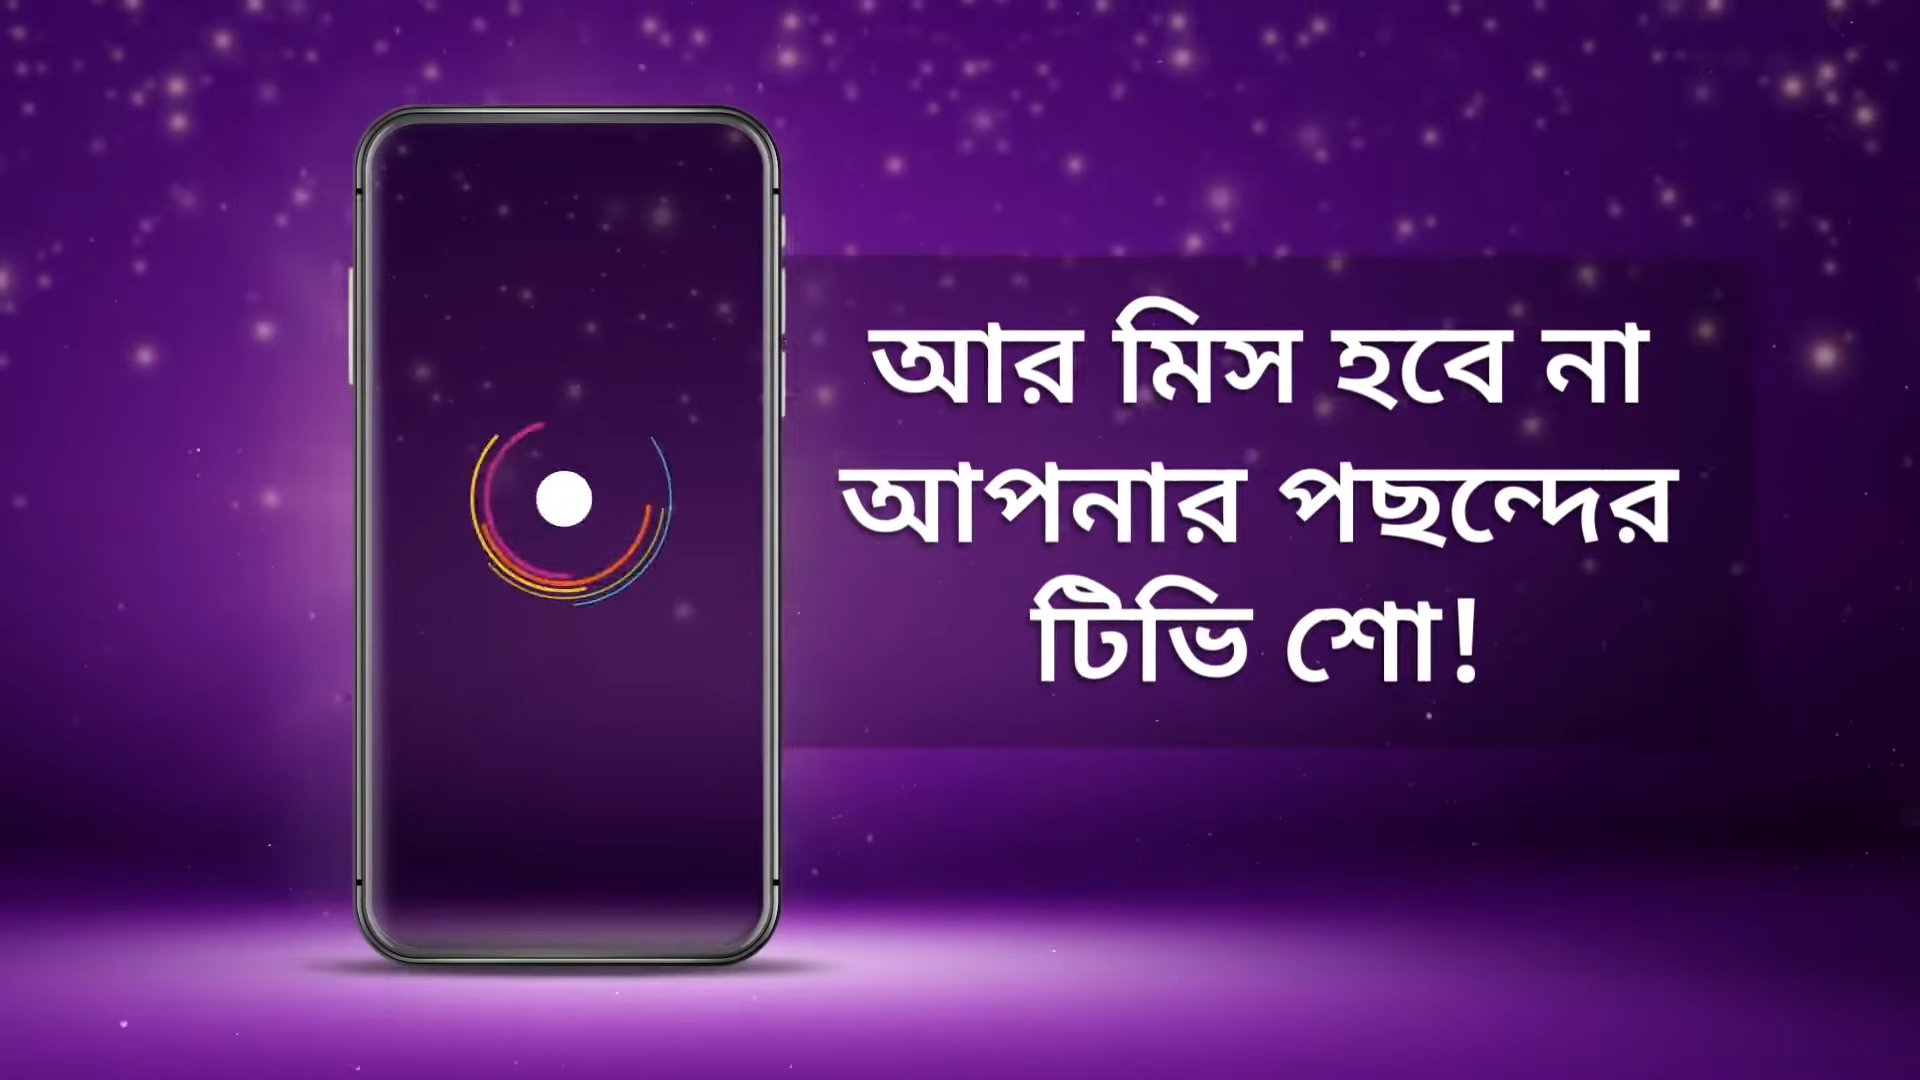 আর মিস হবে না
আপনার পছন্দের
টিভি শো!